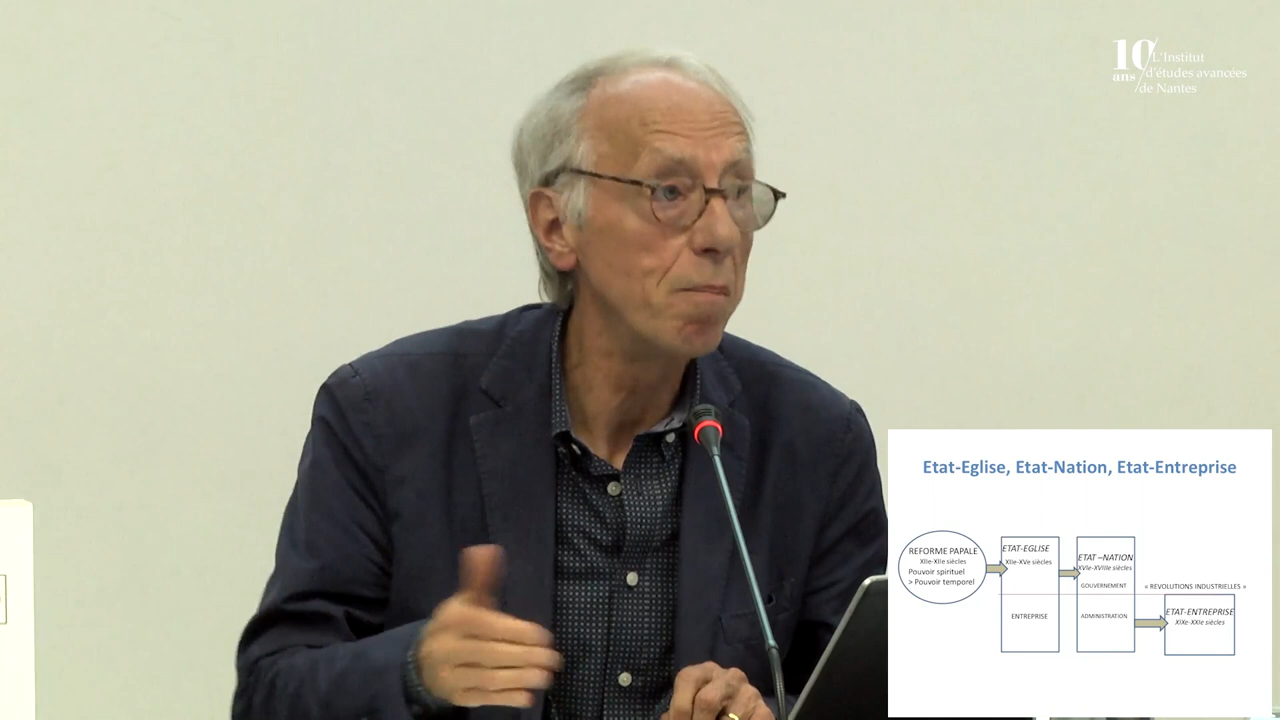 10 ans
L'Institut
d'études avancées
de Nantes
Etat-Eglise, Etat-Nation, Etat-Entreprise
REFORME PAPALE
XIIe-XIIe siècles
Pouvoir spirituel
> Pouvoir temporel
ETAT-EGLISE
XIIe-XVe siècles
ENTREPRISE
ETAT –NATION
XVIe-XVIIIe siècles
GOUVERNEMENT
ADMINISTRATION
« REVOLUTIONS INDUSTRIELLES »
ETAT-ENTREPRISE
XIXe-XXIe siècles